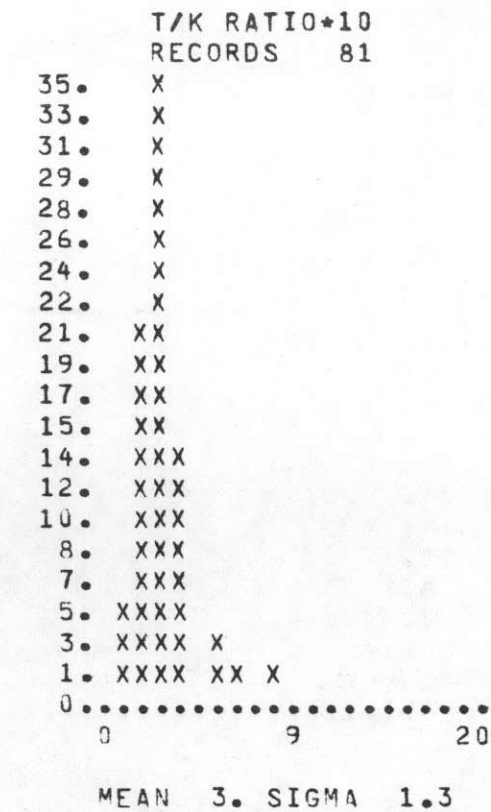 T/K RATIO*10
RECORDS 81
35. X
33. X
31. X
29. X
28. X
26. X
24. X
22. X
21. XX
19. XX
17. XX
15. XX
14. XXX
12. XXX
10. XXX
8. XXX
7. XXX
5. XXXX
3. XXXX X
1. XXXX XX X
0......................
0 9 20
MEAN 3. SIGMA 1.3